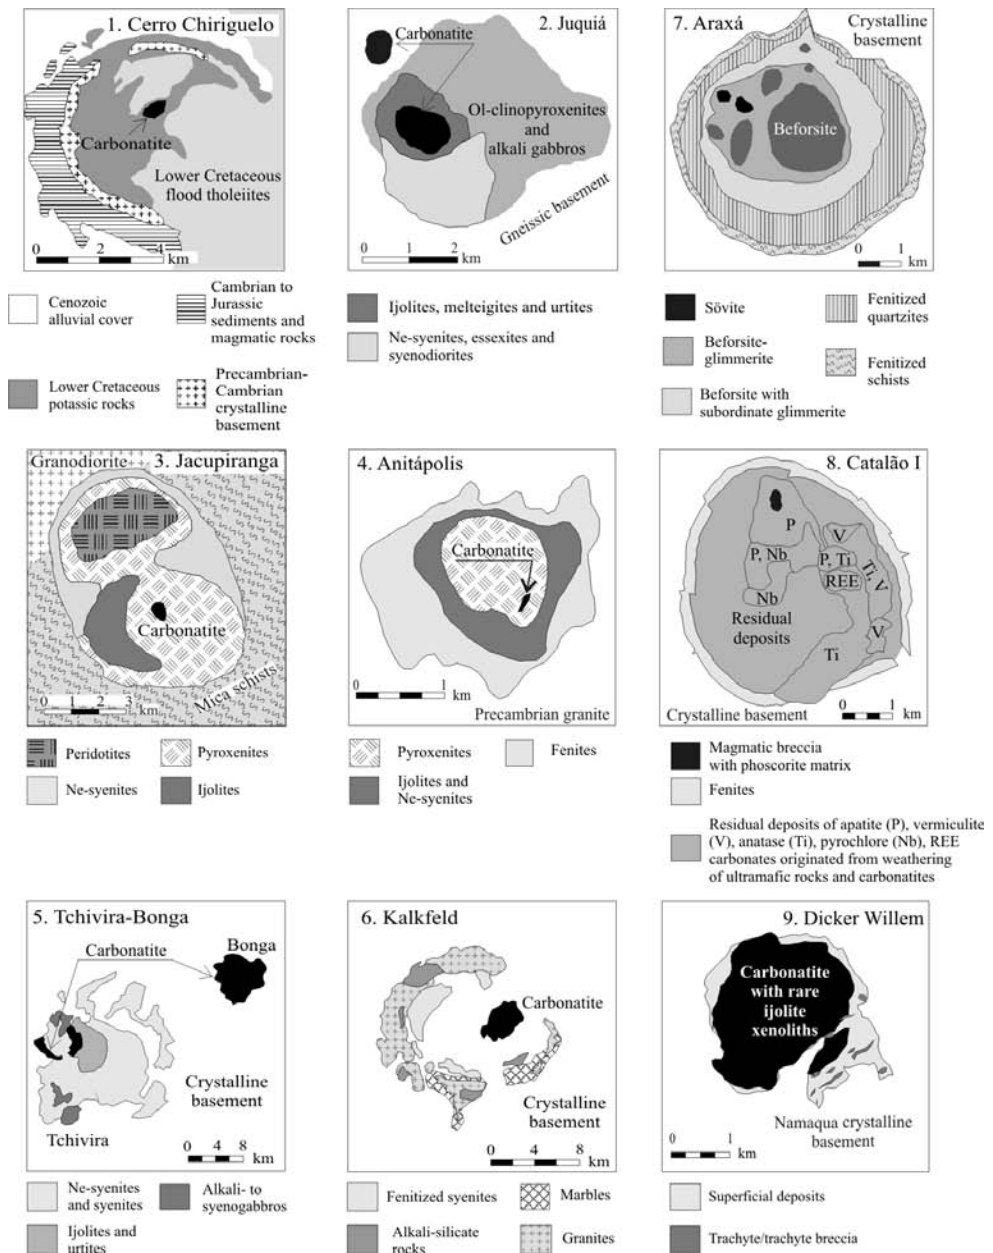 1. Cerro Chiriguelo
Carbonatite
Lower Cretaceous
flood tholeiites
0 2 4
km
Cenozoic
alluvial cover
Cambrian to
Jurassic
sediments and
magmatic rocks
Lower Cretaceous
potassic rocks
Precambrian-
Cambrian
crystalline
basement
2. Juquiá
Carbonatite
Ol-clinopyroxenites
and
alkali gabbros
Gneissic basement
0 1 2
km
Ijolites, melteigites and urtites
Ne-syenites, essexites and
syenodiorites
7. Araxá
Crystalline
basement
Beforsite
0 1
km
Sövite
Fenitized
quartzites
Beforsite-
glimmerite
Fenitized
schists
Beforsite with
subordinate glimmerite
Granodiorite
3. Jacupiranga
Carbonatite
Mica schists
0 1 2 3
km
Peridotites
Pyroxenites
Ne-syenites
Ijolites
4. Anitápolis
Carbonatite
0 1
km
Precambrian granite
Pyroxenites
Fenites
Ijolites and
Ne-syenites
8. Catalão I
P
V
P, Nb
P, Ti
Ti, V
REE
Nb
Residual
deposits
V
Ti
0 1
km
Crystalline basement
Magmatic breccia
with phoscorite matrix
Fenites
Residual deposits of apatite (P), vermiculite
(V), anatase (Ti), pyrochlore (Nb), REE
carbonates originated from weathering
of ultramafic rocks and carbonatites
5. Tchivira-Bonga
Carbonatite
Bonga
Crystalline
basement
Tchivira
0 4 8
km
Ne-syenites
and syenites
Alkali- to
syenogabbros
Ijolites and
urtites
6. Kalkfeld
Carbonatite
Crystalline
basement
0 4 8
km
Fenitized syenites
Marbles
Alkali-silicate
rocks
Granites
9. Dicker Willem
Carbonatite
with rare
ijolite
xenoliths
Namaqua crystalline
basement
0 1
km
Superficial deposits
Trachyte/trachyte breccia